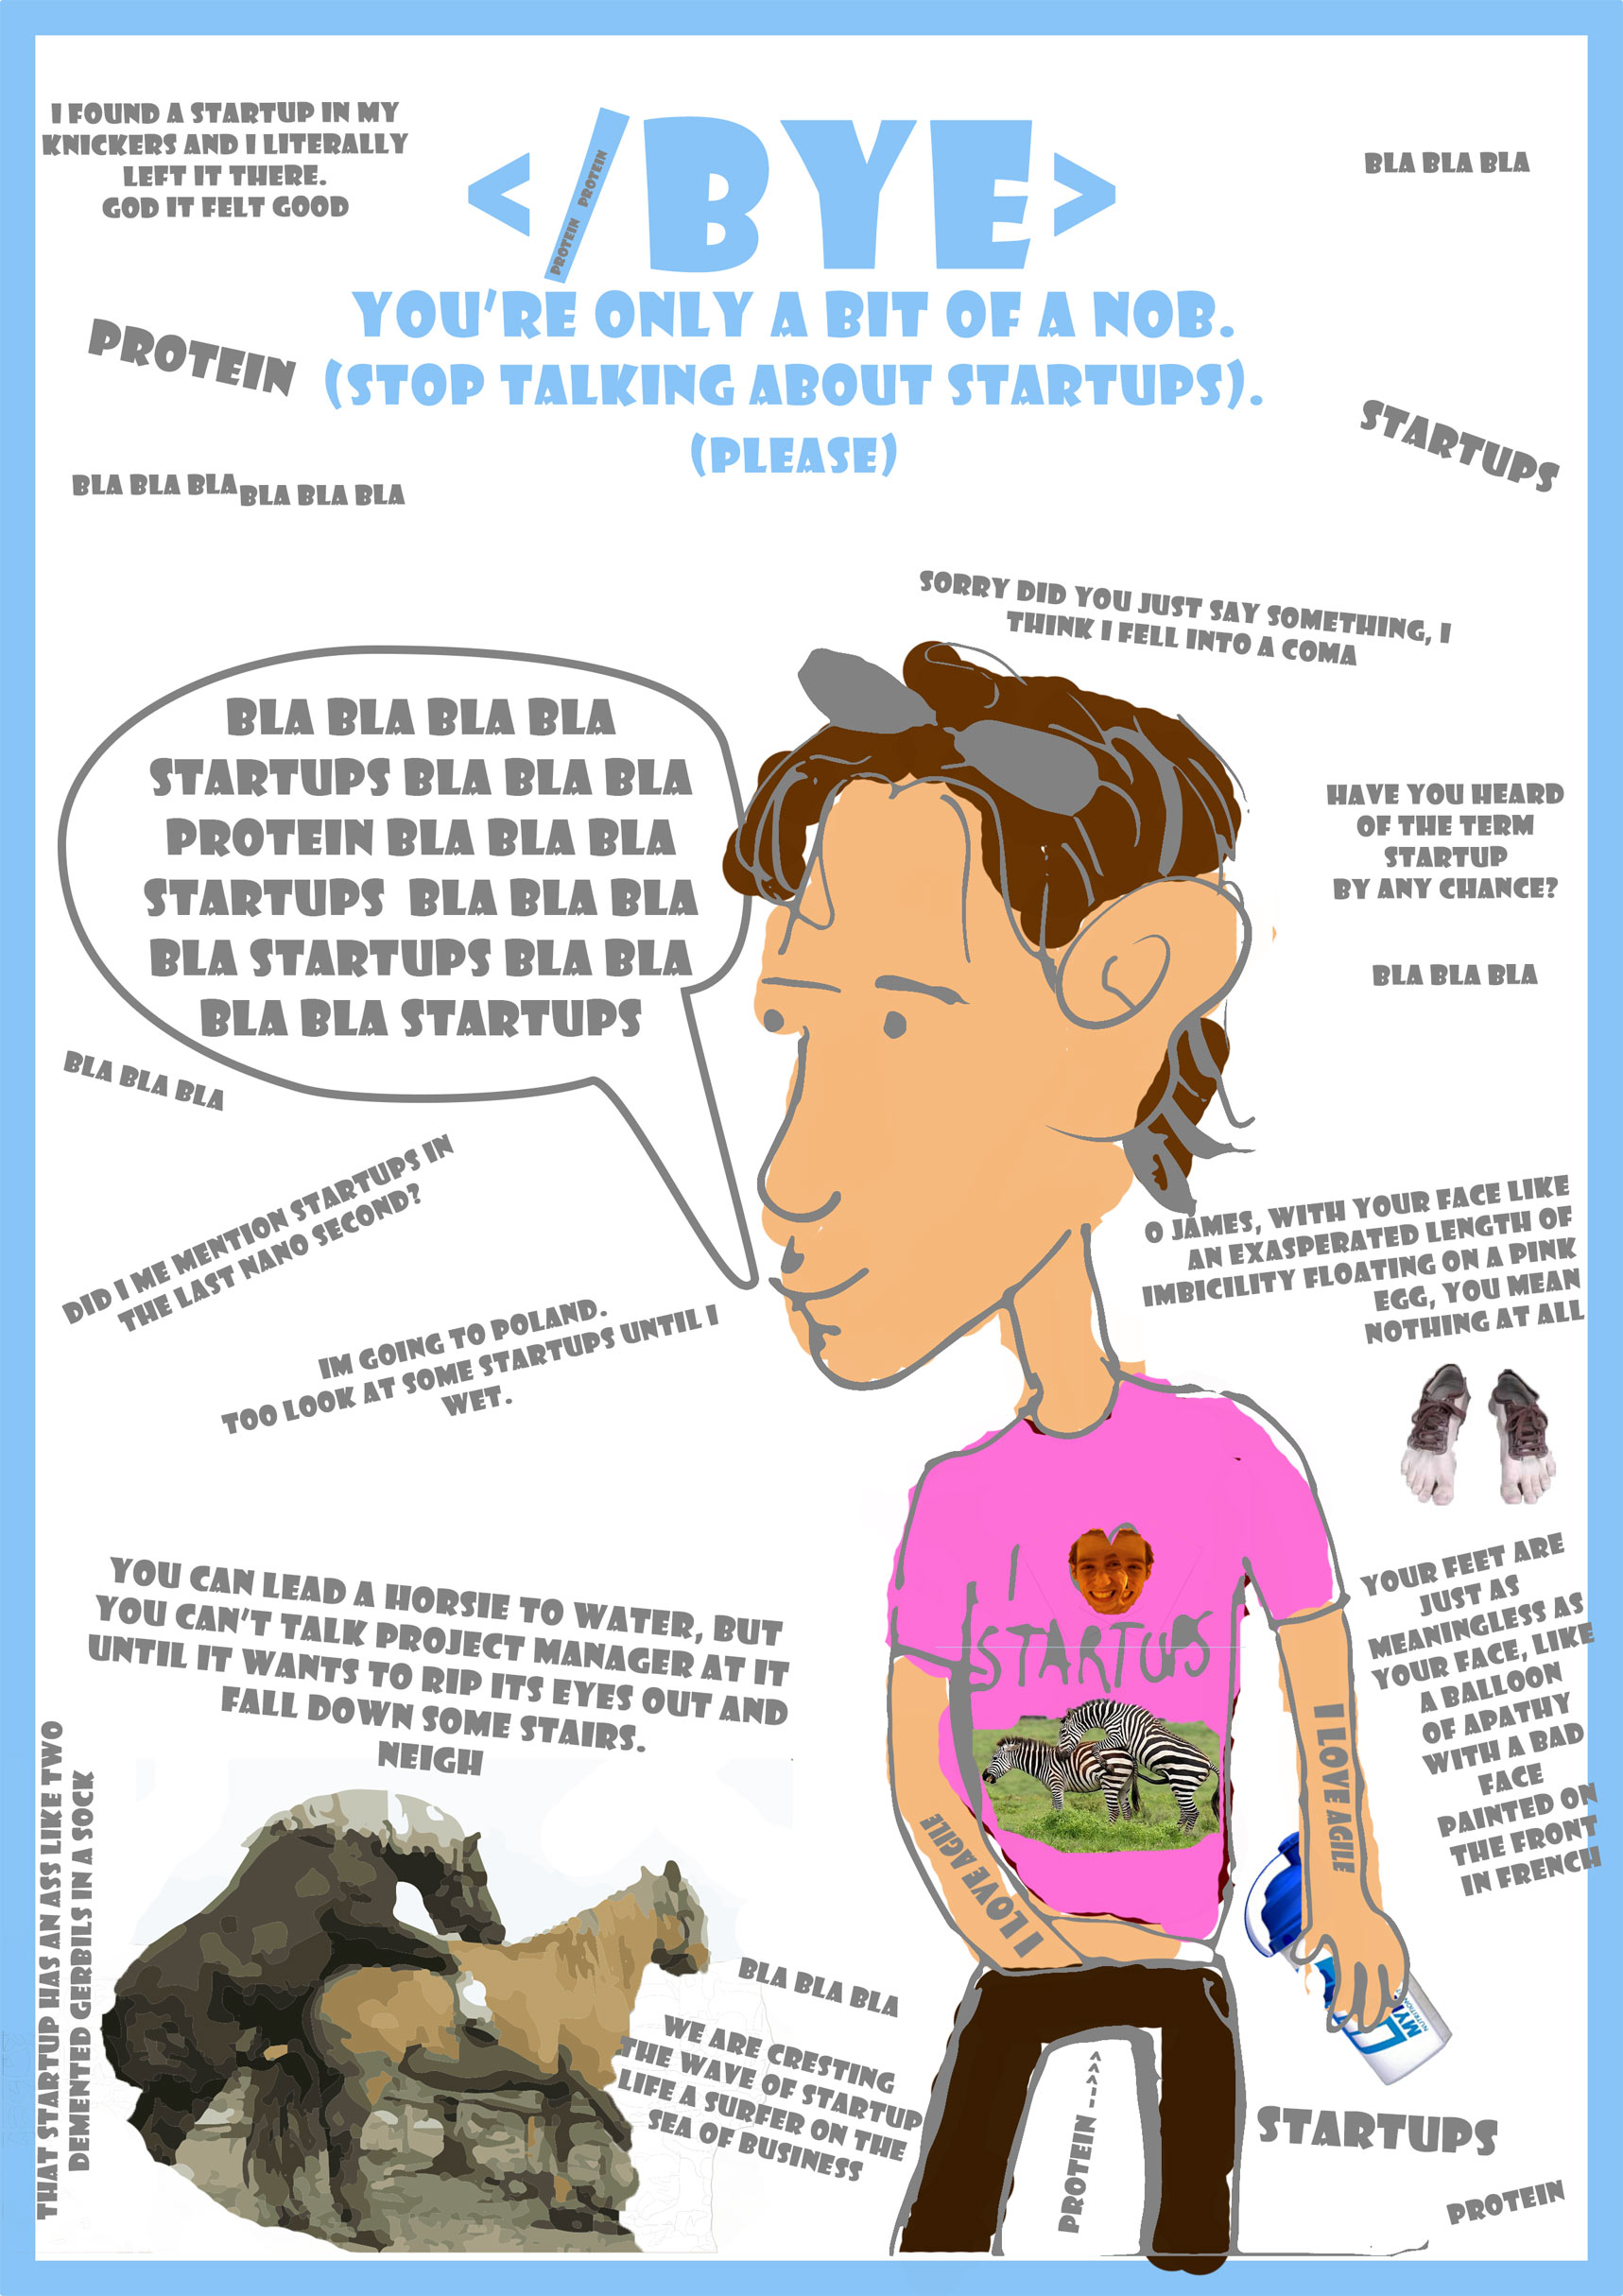 I FOUND A STARTUP IN MY
KNICKERS AND I LITERALLY
LEFT IT THERE.
GOD IT FELT GOOD
</BYE>
PROTEIN PROTEIN
BLA BLA BLA
YOU'RE ONLY A BIT OF A NOB.
(STOP TALKING ABOUT STARTUPS).
(PLEASE)
PROTEIN
STARTUPS
BLA BLA BLA
BLA BLA BLA
SORRY DID YOU JUST SAY SOMETHING, I
THINK I FELL INTO A COMA
BLA BLA BLA BLA
STARTUPS BLA BLA BLA
PROTEIN BLA BLA BLA
STARTUPS BLA BLA BLA
BLA STARTUPS BLA BLA
BLA BLA STARTUPS
HAVE YOU HEARD
OF THE TERM
STARTUP
BY ANY CHANCE?
BLA BLA BLA
BLA BLA BLA
DID I ME MENTION STARTUPS IN
THE LAST NANO SECOND?
O JAMES, WITH YOUR FACE LIKE
AN EXASPERATED LENGTH OF
IMBICILITY FLOATING ON A PINK
EGG, YOU MEAN
NOTHING AT ALL
IM GOING TO POLAND.
TOO LOOK AT SOME STARTUPS UNTIL I
WET.
I
STARTUPS
YOUR FEET ARE
JUST AS
MEANINGLESS AS
YOUR FACE, LIKE
A BALLOON
OF APATHY
WITH A BAD
FACE
PAINTED ON
THE FRONT
IN FRENCH
YOU CAN LEAD A HORSIE TO WATER, BUT
YOU CAN'T TALK PROJECT MANAGER AT IT
UNTIL IT WANTS TO RIP ITS EYES OUT AND
FALL DOWN SOME STAIRS.
NEIGH
I LOVE AGILE
I LOVE AGILE
THAT STARTUP HAS AN ASS LIKE TWO
DEMENTED GERBILS IN A SOCK
BLA BLA BLA
WE ARE CRESTING
THE WAVE OF STARTUP
LIFE A SURFER ON THE
SEA OF BUSINESS
MY
PROTEIN --^^^
STARTUPS
PROTEIN